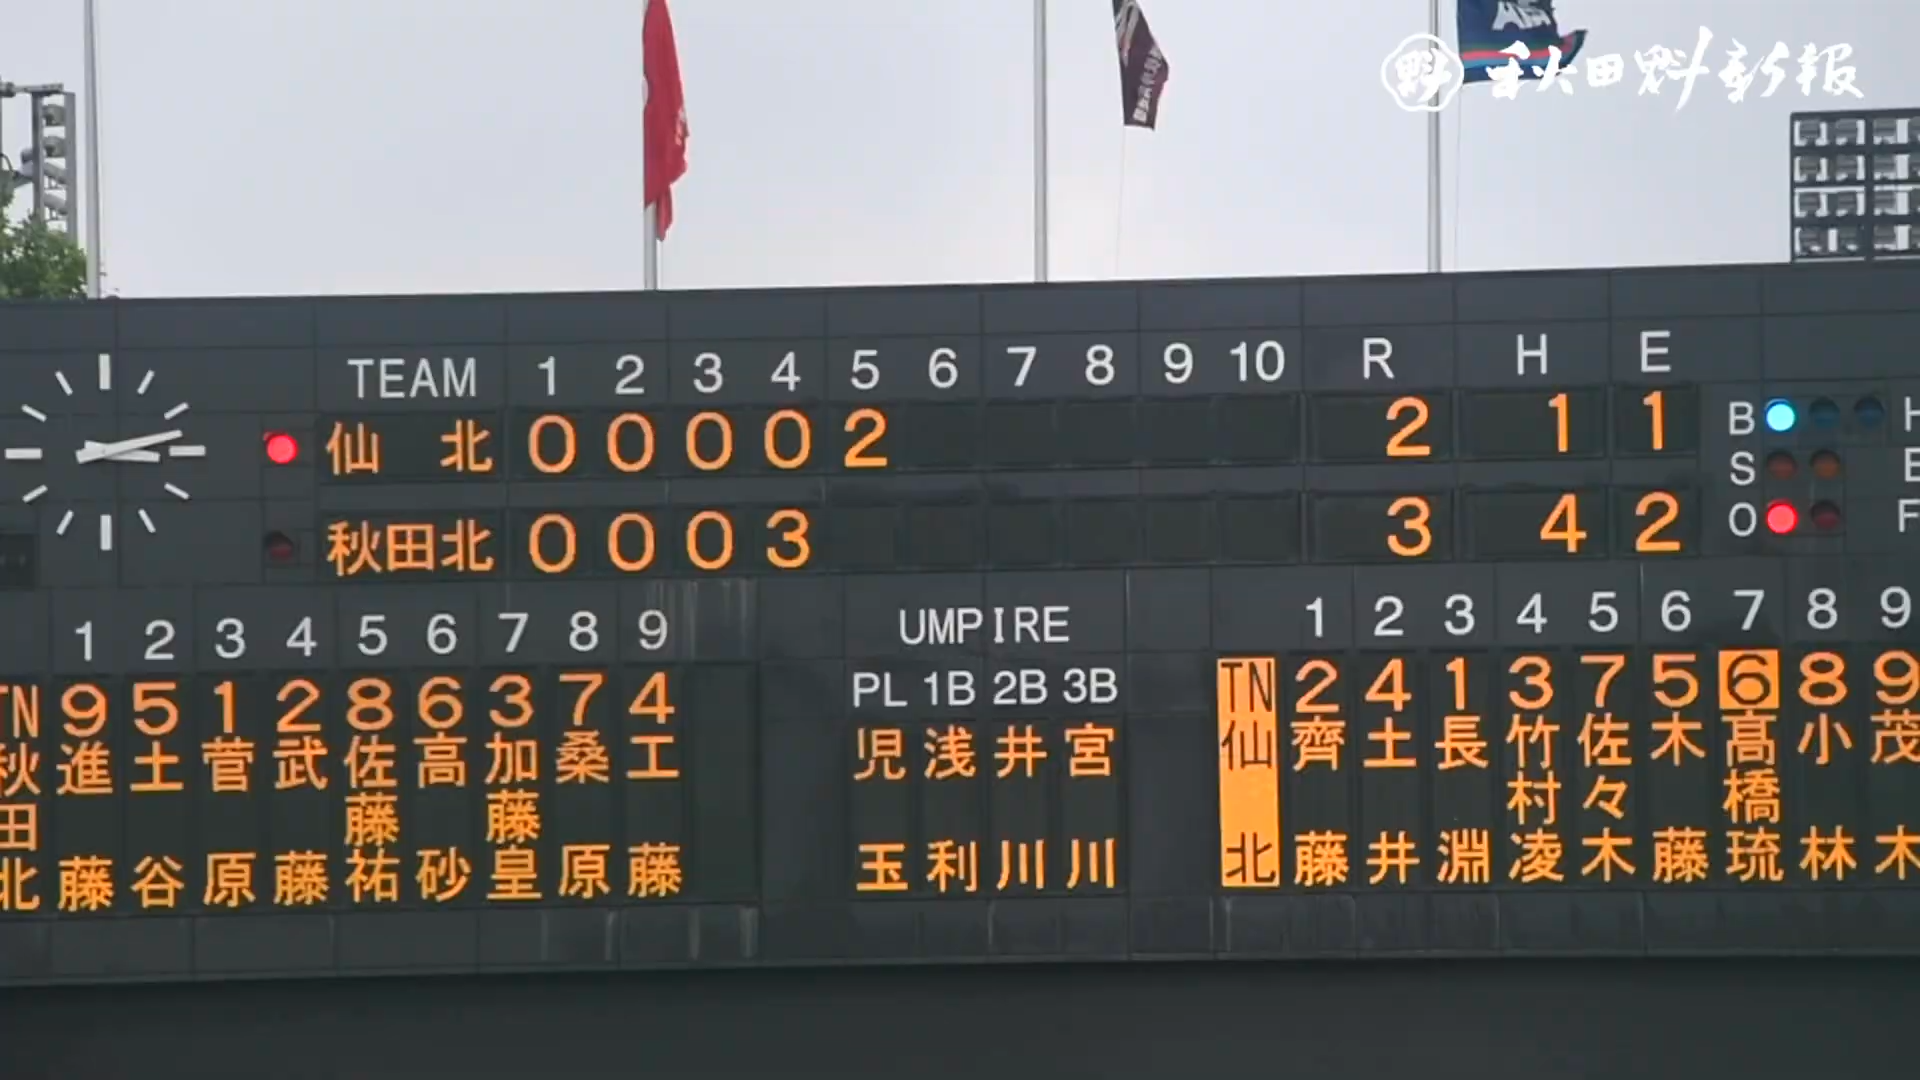 秋田魁新報
TEAM 1 2 3 4 5 6 7 8 9 10 R H E
仙北 0 0 0 0 2 2 1 1
秋田北 0 0 0 3 3 4 2
B H
S E
O F
1 2 3 4 5 6 7 8 9
TN 9 5 1 2 8 6 3 7 4
秋田北 進藤 土谷 菅原 武藤 佐藤祐 高砂 加藤皇 桑原 工藤
UMPIRE
PL 1B 2B 3B
児玉 浅利 井川 宮川
1 2 3 4 5 6 7 8 9
TN 2 4 1 3 7 5 6 8 9
仙北 齊藤 土井 長淵 竹村凌 佐々木 木藤 髙橋琉 小林 茂木